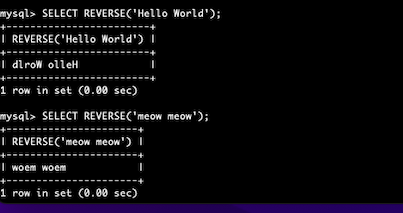 mysql> SELECT REVERSE('Hello World');
+------------------------+
| REVERSE('Hello World') |
+------------------------+
| dlroW olleH            |
+------------------------+
1 row in set (0.00 sec)

mysql> SELECT REVERSE('meow meow');
+----------------------+
| REVERSE('meow meow') |
+----------------------+
| woem woem            |
+----------------------+
1 row in set (0.00 sec)